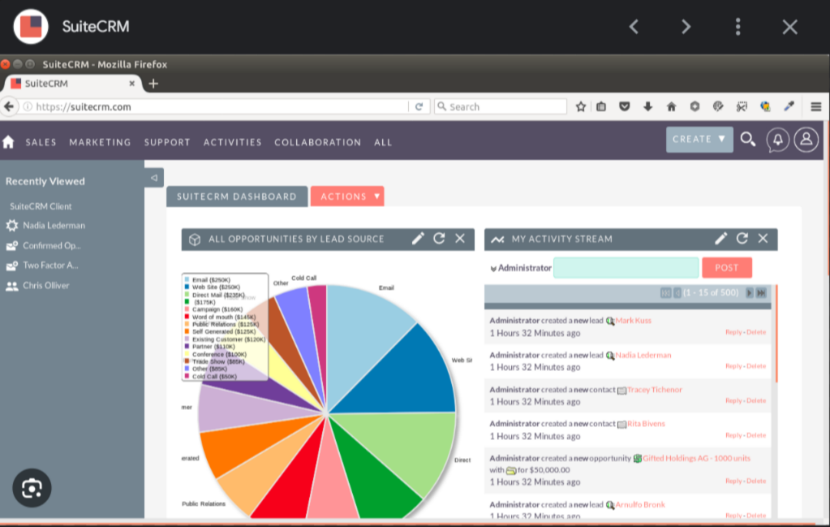 SuiteCRM
SuiteCRM - Mozilla Firefox
SuiteCRM
https://suitecrm.com
Search
SALES MARKETING SUPPORT ACTIVITIES COLLABORATION ALL
CREATE
Recently Viewed
SuiteCRM Client
Nadia Lederman
Confirmed Op...
Two Factor A...
Chris Olliver
SUITECRM DASHBOARD
ACTIONS
ALL OPPORTUNITIES BY LEAD SOURCE
Email ($250K)
Web Site ($250K)
Direct Mail ($235K)
($175K)
Campaign ($160K)
Word of mouth ($145K)
Public Relations ($125K)
Self Generated ($125K)
Existing Customer ($120K)
Partner ($110K)
Conference ($100K)
Trade Show ($85K)
Other ($85K)
Cold Call ($50K)
Other
Cold Call
Email
Web Si
Direct
mer
erated
Public Relations
MY ACTIVITY STREAM
Administrator
POST
(1 - 15 of 500)
Administrator created a new lead Mark Kuss
1 Hours 32 Minutes ago
Reply - Delete
Administrator created a new lead Nadia Lederman
1 Hours 32 Minutes ago
Reply - Delete
Administrator created a new contact Tracey Tichenor
1 Hours 32 Minutes ago
Reply - Delete
Administrator created a new contact Rita Bivens
1 Hours 32 Minutes ago
Reply - Delete
Administrator created a new opportunity Gifted Holdings AG - 1000 units
with for $50,000.00
1 Hours 32 Minutes ago
Reply - Delete
Administrator created a new lead Arnulfo Bronk
1 Hours 32 Minutes ago
Reply - Delete